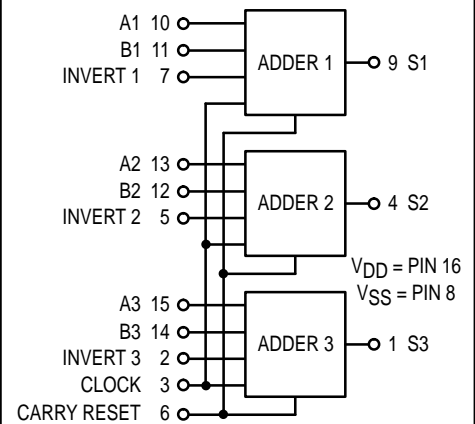 A1 10
B1 11
INVERT 1 7
ADDER 1
9 S1
A2 13
B2 12
INVERT 2 5
ADDER 2
4 S2
VDD = PIN 16
VSS = PIN 8
A3 15
B3 14
INVERT 3 2
CLOCK 3
CARRY RESET 6
ADDER 3
1 S3